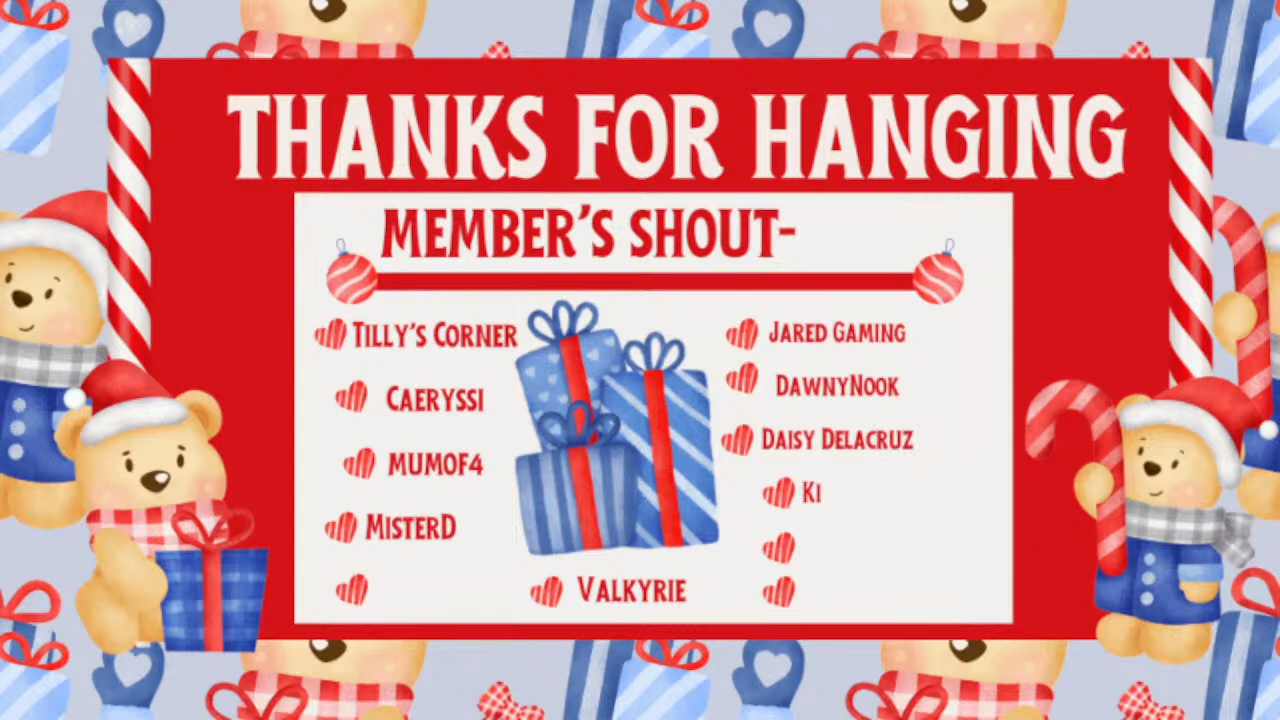 THANKS FOR HANGING
MEMBER'S SHOUT-
TILLY'S CORNER
CAERYSSI
MUMOF4
MISTERD
VALKYRIE
JARED GAMING
DAWNYNOOK
DAISY DELACRUZ
KI